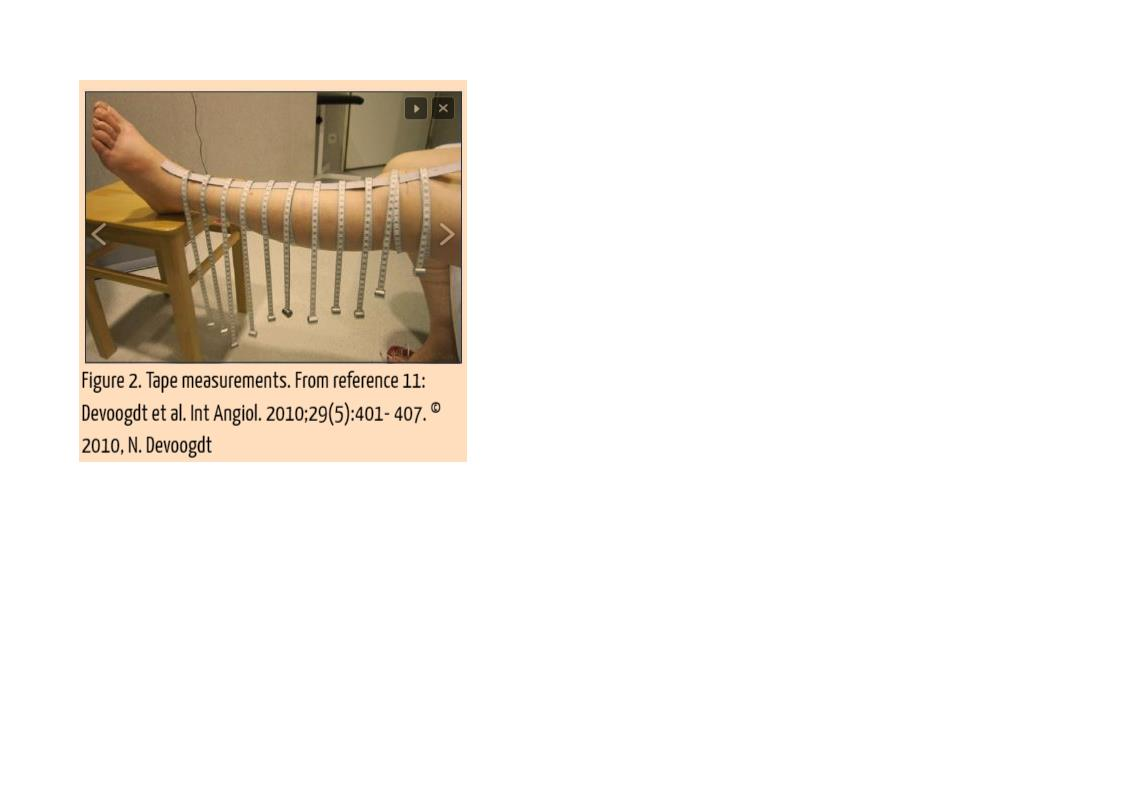 Figure 2. Tape measurements. From reference 11:
Devoogdt et al. Int Angiol. 2010;29(5):401- 407. ©
2010, N. Devoogdt